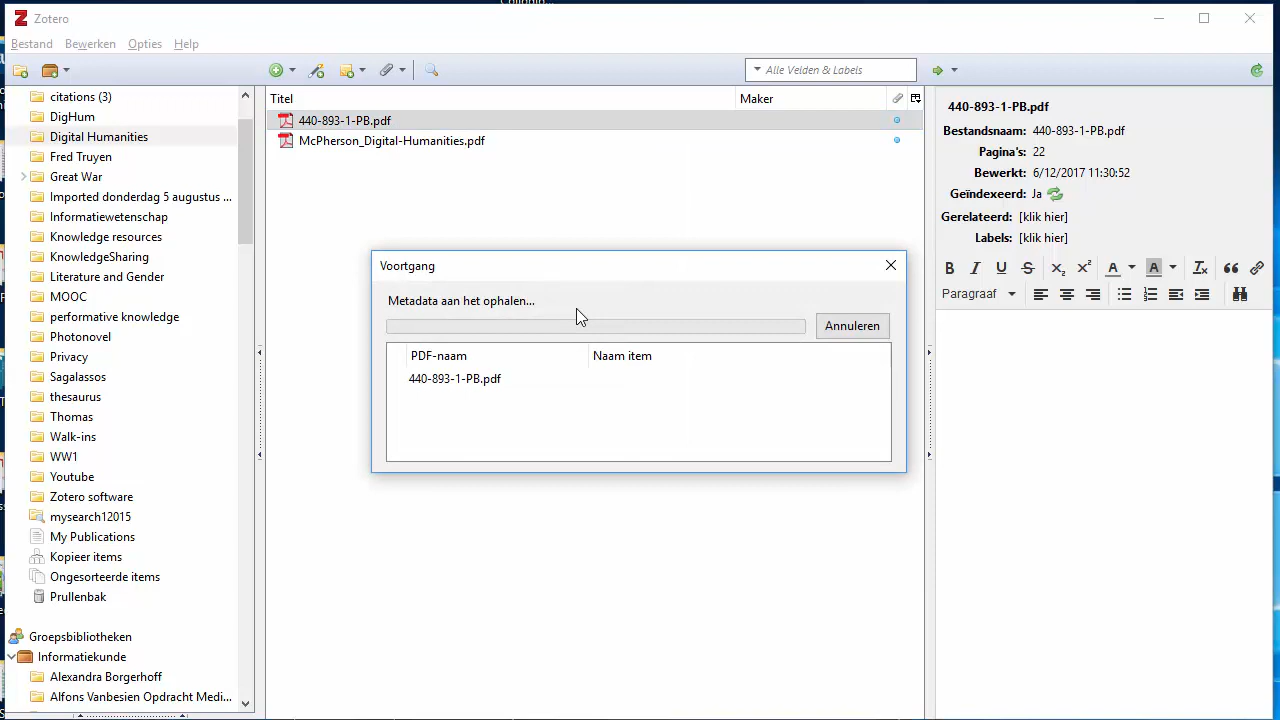 Zotero
Bestand Bewerken Opties Help
Alle Velden & Labels
citations (3)
DigHum
Digital Humanities
Fred Truyen
Great War
Imported donderdag 5 augustus ...
Informatiewetenschap
Knowledge resources
KnowledgeSharing
Literature and Gender
MOOC
performative knowledge
Photonovel
Privacy
Sagalassos
thesaurus
Thomas
Walk-ins
WW1
Youtube
Zotero software
mysearch12015
My Publications
Kopieer items
Ongesorteerde items
Prullenbak
Groepsbibliotheken
Informatiekunde
Alexandra Borgerhoff
Alfons Vanbesien Opdracht Medi...
Titel Maker
440-893-1-PB.pdf
McPherson_Digital-Humanities.pdf
Voortgang
Metadata aan het ophalen...
Annuleren
PDF-naam Naam item
440-893-1-PB.pdf
440-893-1-PB.pdf
Bestandsnaam: 440-893-1-PB.pdf
Pagina's: 22
Bewerkt: 6/12/2017 11:30:52
Geïndexeerd: Ja
Gerelateerd: [klik hier]
Labels: [klik hier]
B I U S X₂ X² A A Tx
Paragraaf